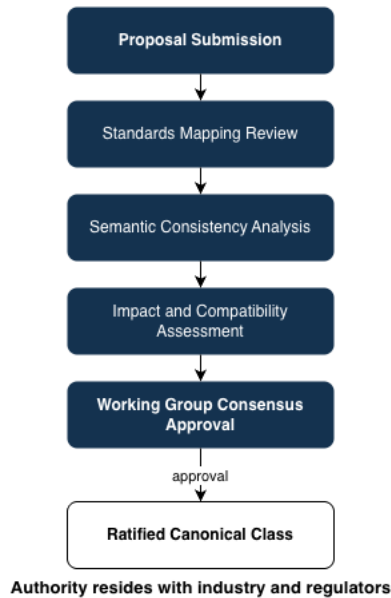 Proposal Submission
Standards Mapping Review
Semantic Consistency Analysis
Impact and Compatibility
Assessment
Working Group Consensus
Approval
approval
Ratified Canonical Class
Authority resides with industry and regulators